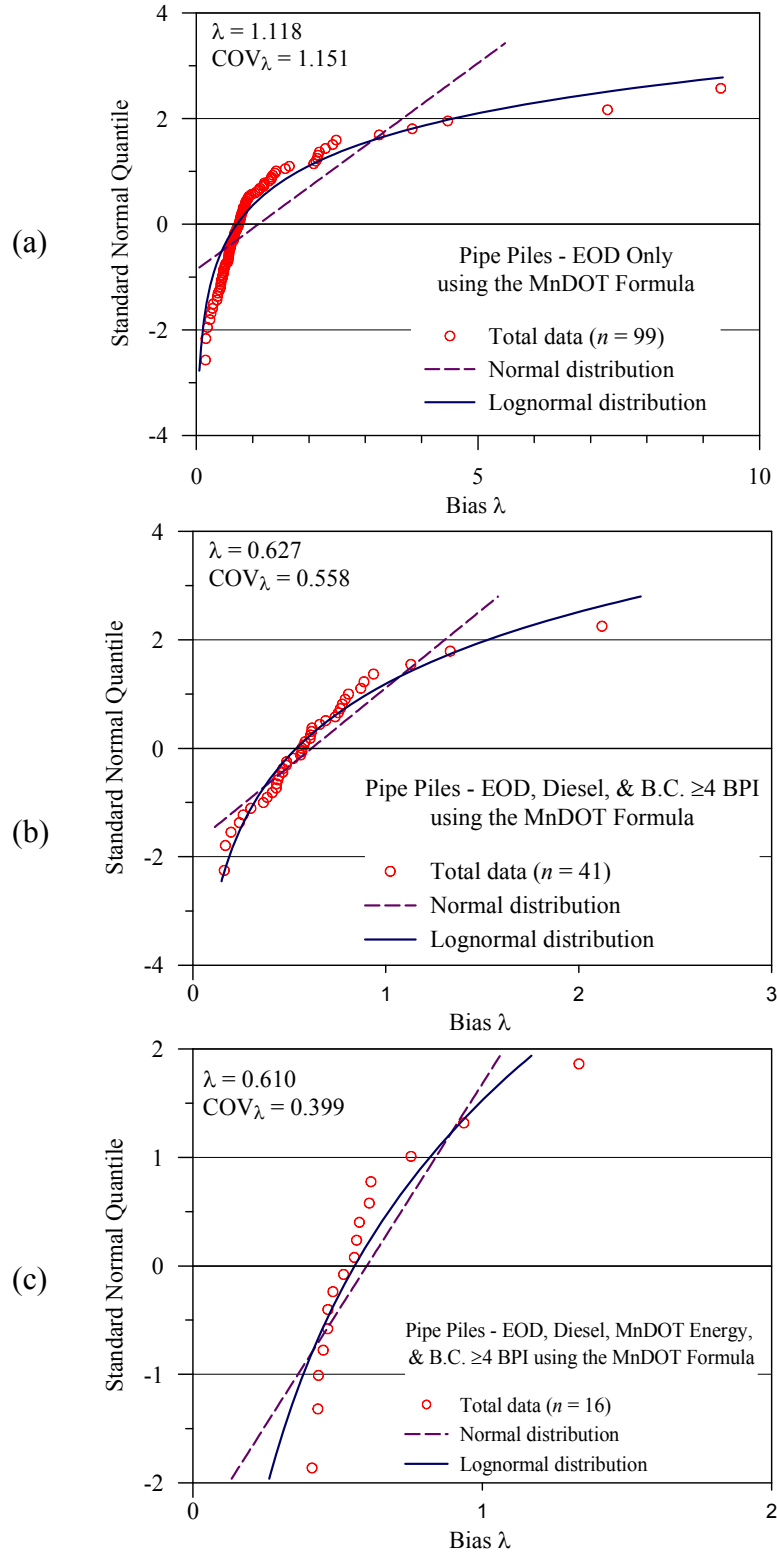 (a)
λ = 1.118
COVλ = 1.151
Standard Normal Quantile
4
2
0
-2
-4
Pipe Piles - EOD Only
using the MnDOT Formula
Total data (n = 99)
Normal distribution
Lognormal distribution
0
5
10
Bias λ
(b)
λ = 0.627
COVλ = 0.558
Standard Normal Quantile
4
2
0
-2
-4
Pipe Piles - EOD, Diesel, & B.C. ≥4 BPI
using the MnDOT Formula
Total data (n = 41)
Normal distribution
Lognormal distribution
0
1
2
3
Bias λ
(c)
λ = 0.610
COVλ = 0.399
Standard Normal Quantile
2
1
0
-1
-2
Pipe Piles - EOD, Diesel, MnDOT Energy,
& B.C. ≥4 BPI using the MnDOT Formula
Total data (n = 16)
Normal distribution
Lognormal distribution
0
1
2
Bias λ